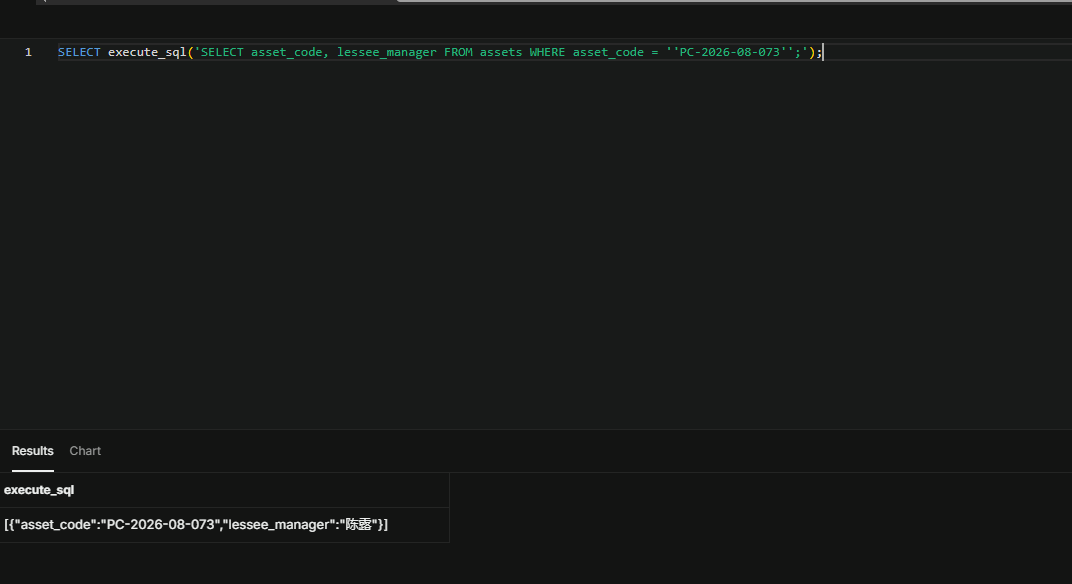 1 SELECT execute_sql('SELECT asset_code, lessee_manager FROM assets WHERE asset_code = ''PC-2026-08-073'';');
Results Chart
execute_sql
[{"asset_code":"PC-2026-08-073","lessee_manager":"陈露"}]